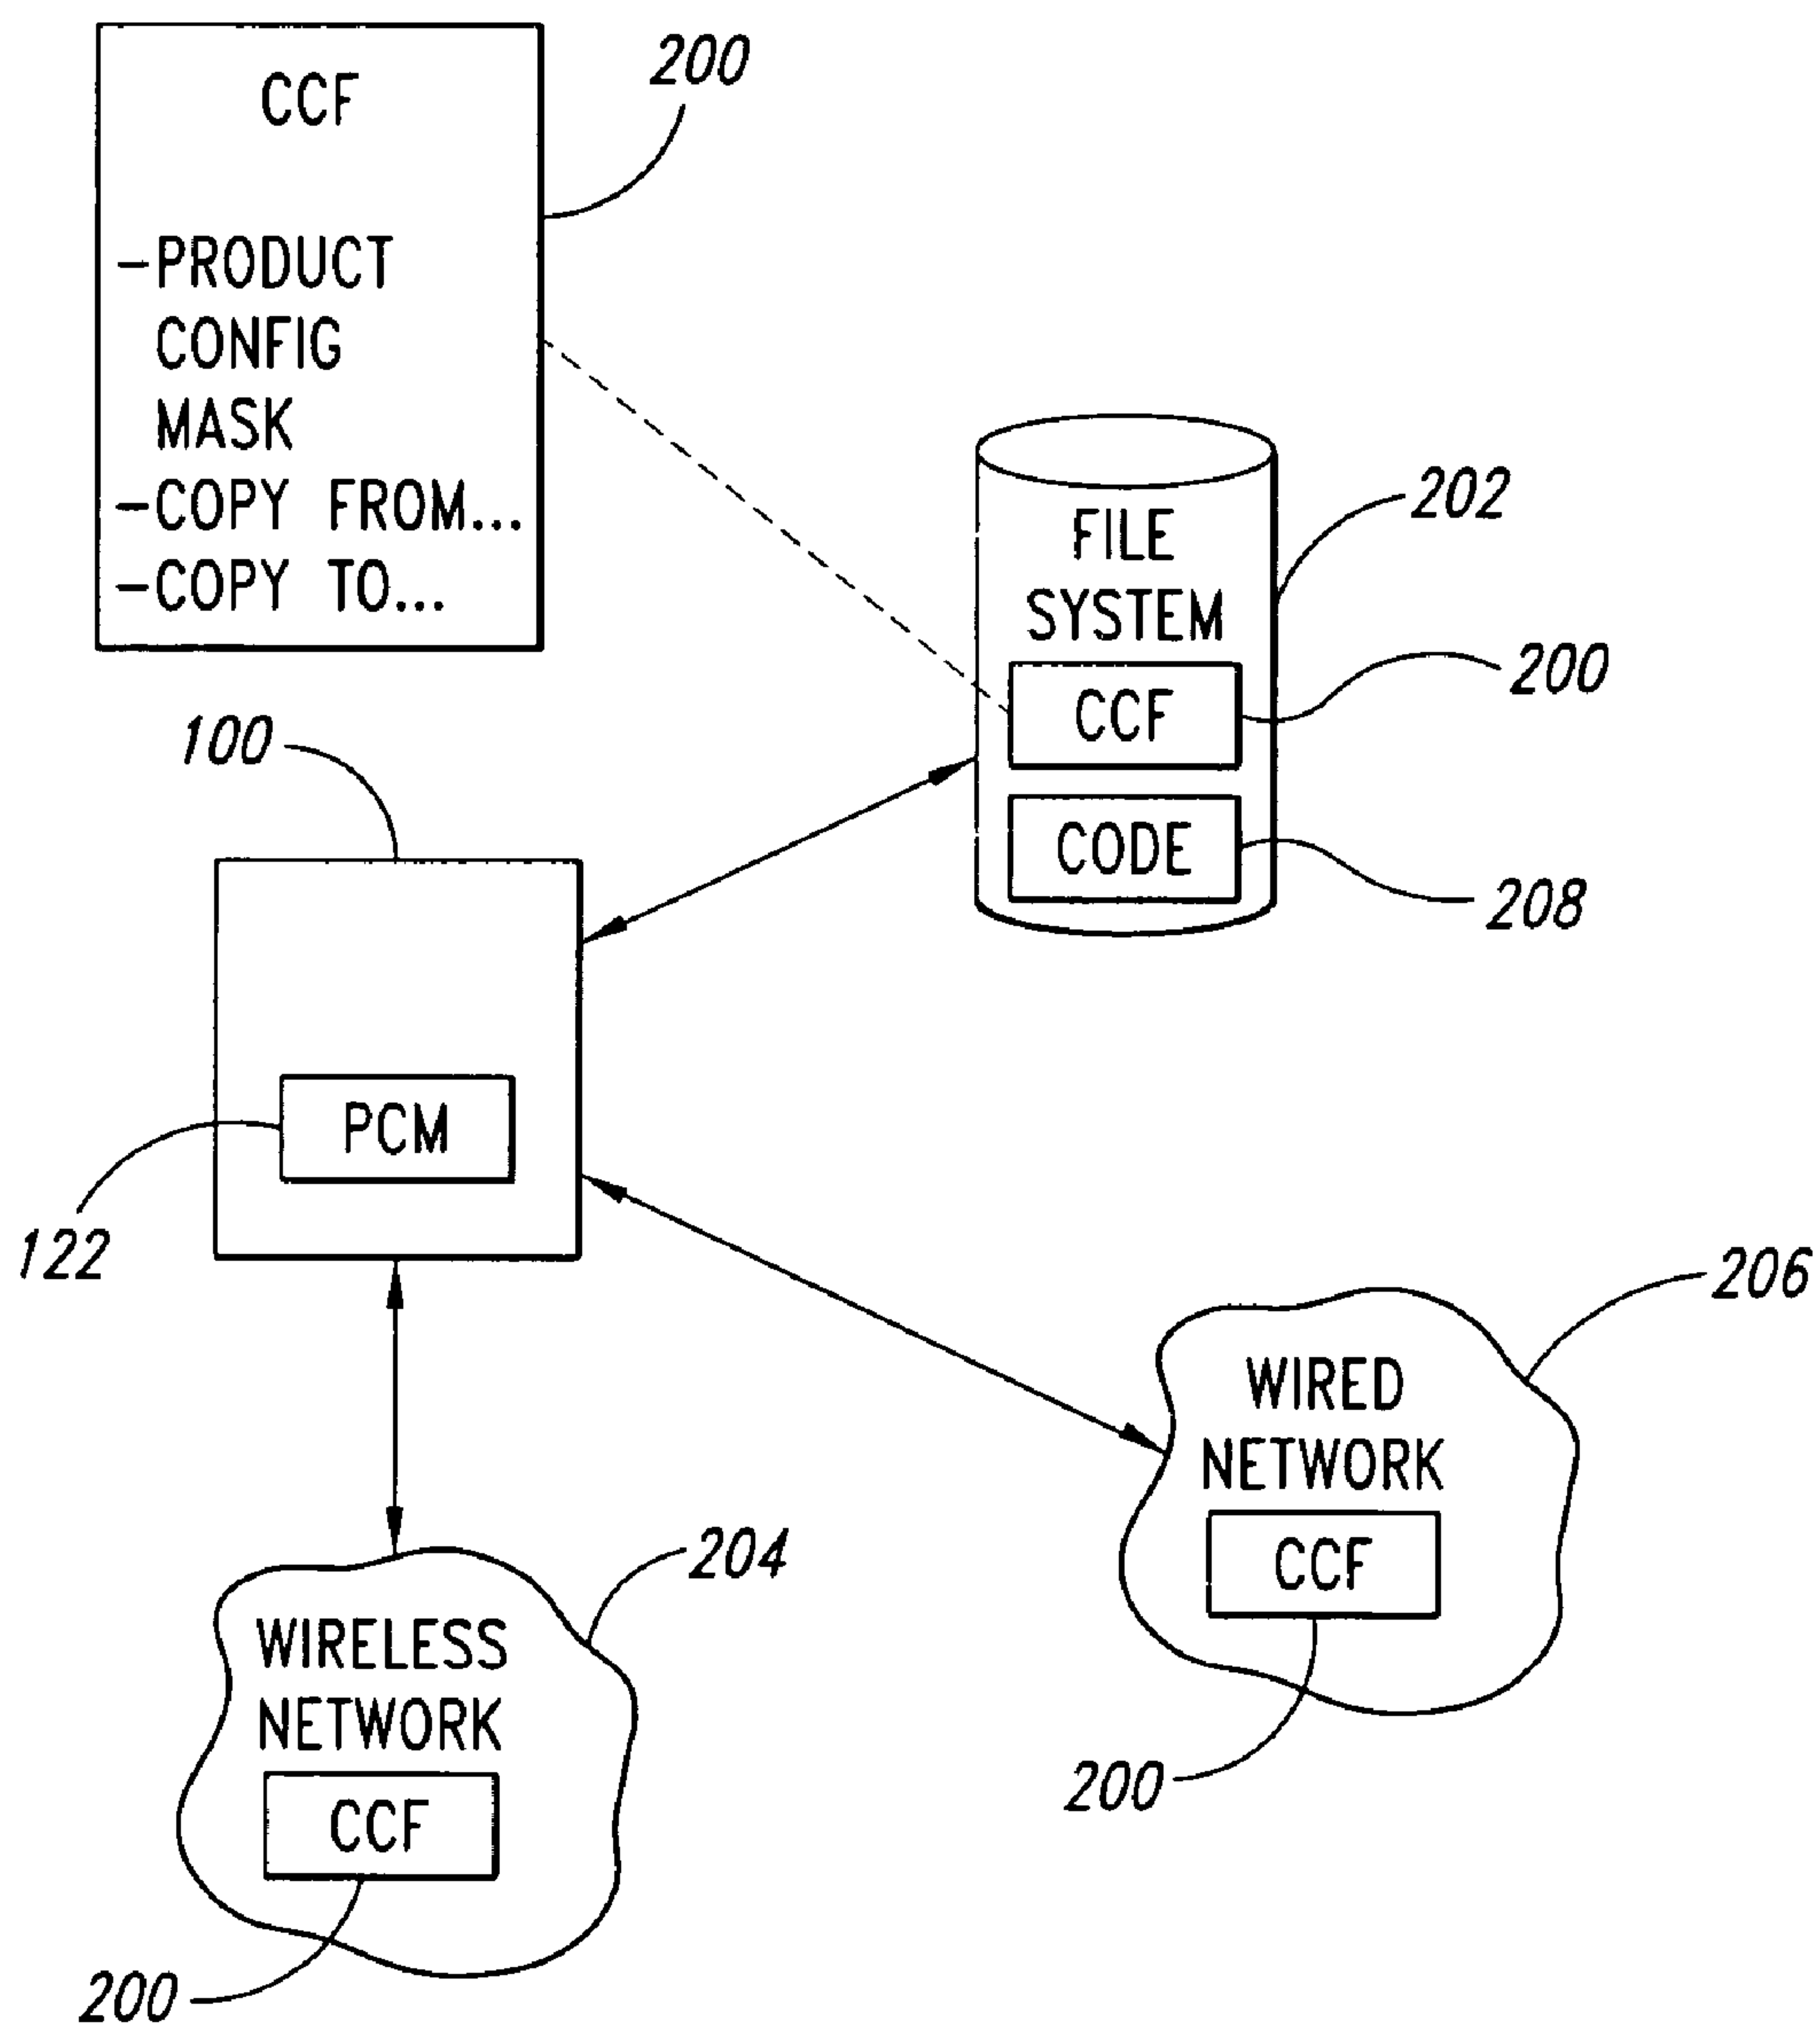 CCF
200
-PRODUCT
CONFIG
MASK
-COPY FROM...
-COPY TO...
202
FILE
SYSTEM
CCF
200
CODE
208
100
PCM
122
206
WIRED
NETWORK
CCF
200
204
WIRELESS
NETWORK
CCF
200